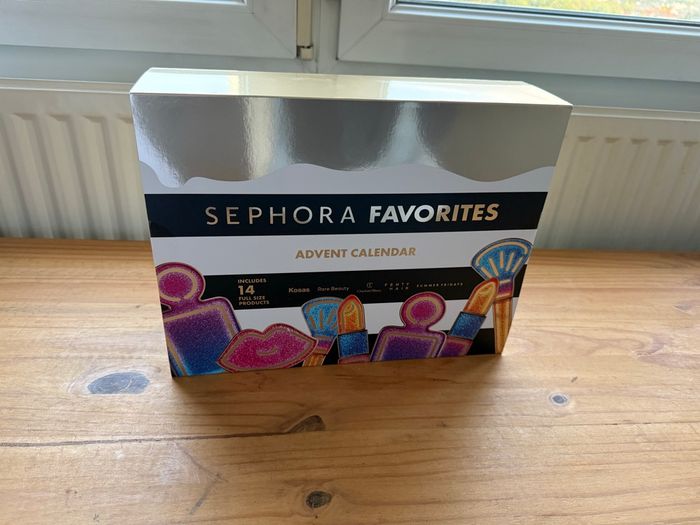 SEPHORA FAVORITES
ADVENT CALENDAR
INCLUDES
14
FULL SIZE
PRODUCTS
Kosas Rare Beauty FENTY HAIR SUMMER FRIDAYS